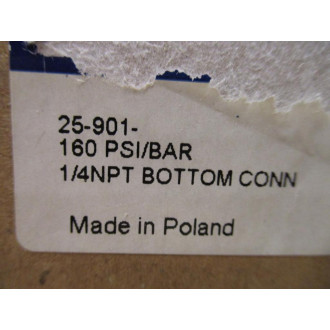 25-901-
160 PSI/BAR
1/4NPT BOTTOM CONN
Made in Poland